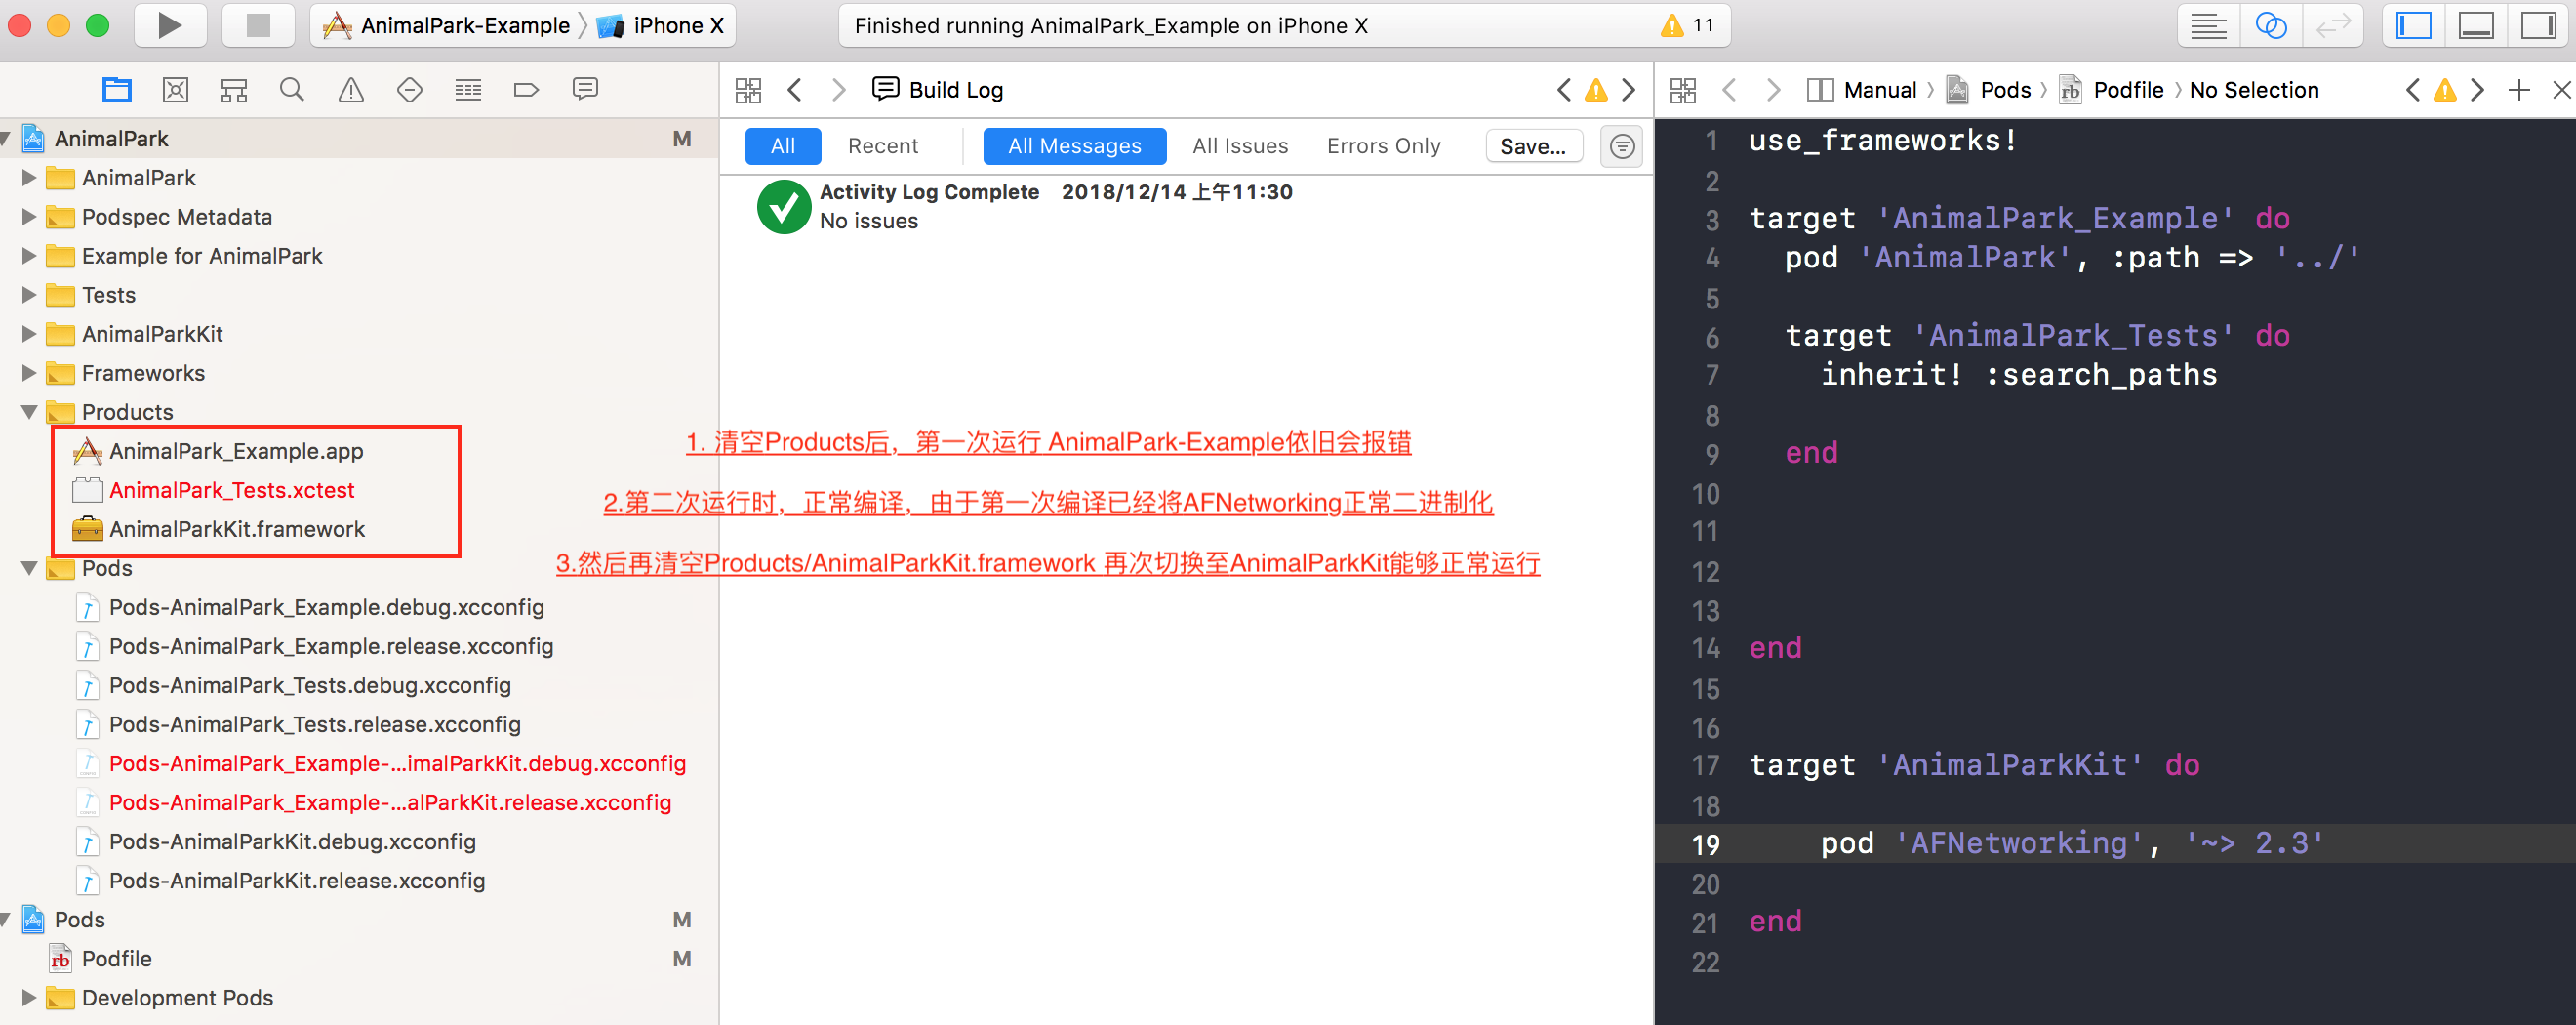 AnimalPark-Example 〉 iPhone X
Finished running AnimalPark_Example on iPhone X
11
Build Log
Manual 〉 Pods 〉 Podfile 〉 No Selection
All Recent All Messages All Issues Errors Only Save...
Activity Log Complete 2018/12/14 上午11:30
No issues
AnimalPark M
AnimalPark
Podspec Metadata
Example for AnimalPark
Tests
AnimalParkKit
Frameworks
Products
AnimalPark_Example.app
AnimalPark_Tests.xctest
AnimalParkKit.framework
Pods
Pods-AnimalPark_Example.debug.xcconfig
Pods-AnimalPark_Example.release.xcconfig
Pods-AnimalPark_Tests.debug.xcconfig
Pods-AnimalPark_Tests.release.xcconfig
Pods-AnimalPark_Example-...imalParkKit.debug.xcconfig
Pods-AnimalPark_Example-...alParkKit.release.xcconfig
Pods-AnimalParkKit.debug.xcconfig
Pods-AnimalParkKit.release.xcconfig
Pods M
rb Podfile M
Development Pods
1. 清空Products后，第一次运行 AnimalPark-Example依旧会报错
2.第二次运行时，正常编译，由于第一次编译已经将AFNetworking正常二进制化
3.然后再清空Products/AnimalParkKit.framework 再次切换至AnimalParkKit能够正常运行
1 use_frameworks!
2
3 target 'AnimalPark_Example' do
4 pod 'AnimalPark', :path => '../'
5
6 target 'AnimalPark_Tests' do
7 inherit! :search_paths
8
9 end
10
11
12
13
14 end
15
16
17 target 'AnimalParkKit' do
18
19 pod 'AFNetworking', '~> 2.3'
20
21 end
22